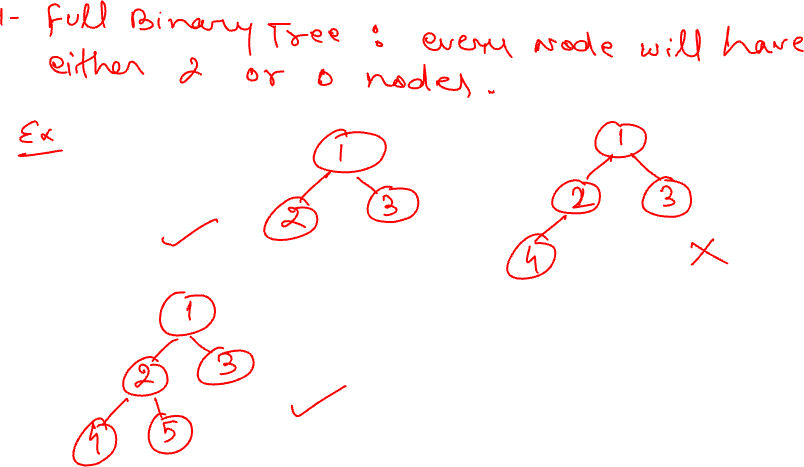 1- Full Binary Tree : every Node will have
either 2 or 0 nodes.
Ex
1
2 3
1
2 3
4
1
2 3
4 5